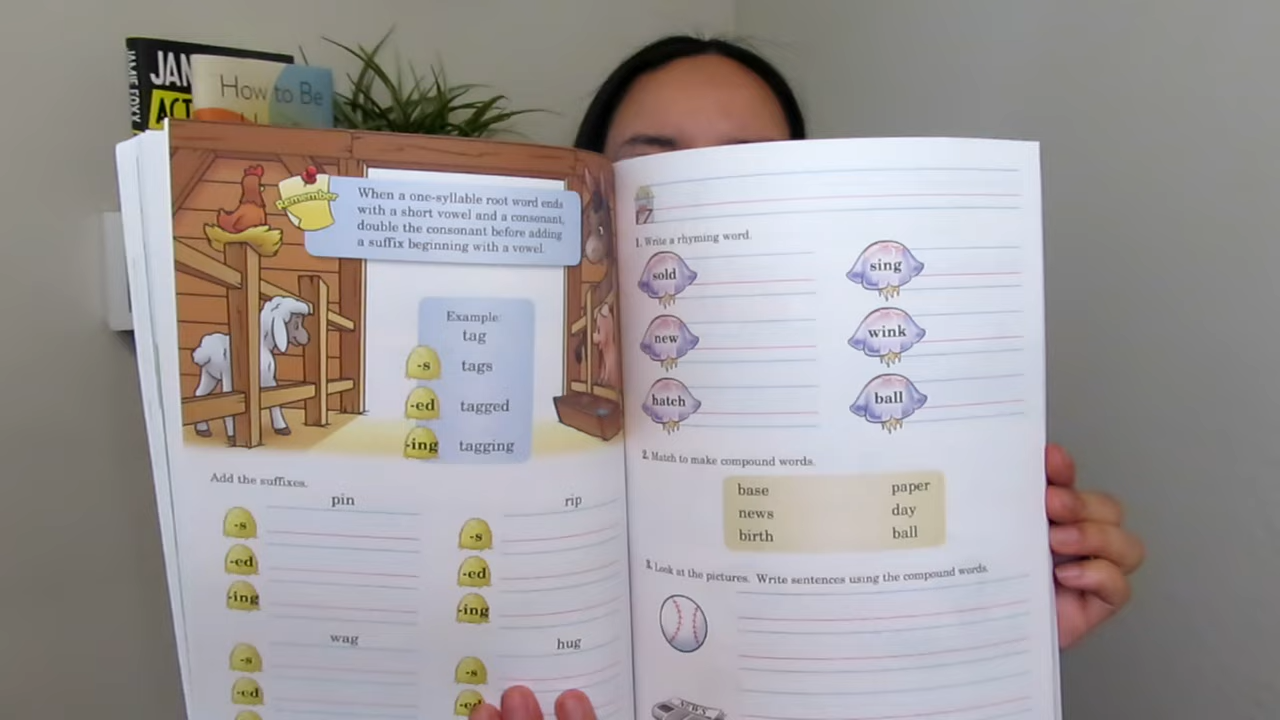 JAMIE FOXX
JAN
ACT
How to Be
Remember
When a one-syllable root word ends
with a short vowel and a consonant,
double the consonant before adding
a suffix beginning with a vowel.
Example:
tag
-s tags
-ed tagged
-ing tagging
Add the suffixes.
pin rip
-s -s
-ed -ed
-ing -ing
wag hug
-s -s
-ed -ed
1. Write a rhyming word.
sold sing
new wink
hatch ball
2. Match to make compound words.
base paper
news day
birth ball
3. Look at the pictures. Write sentences using the compound words.
NEWS